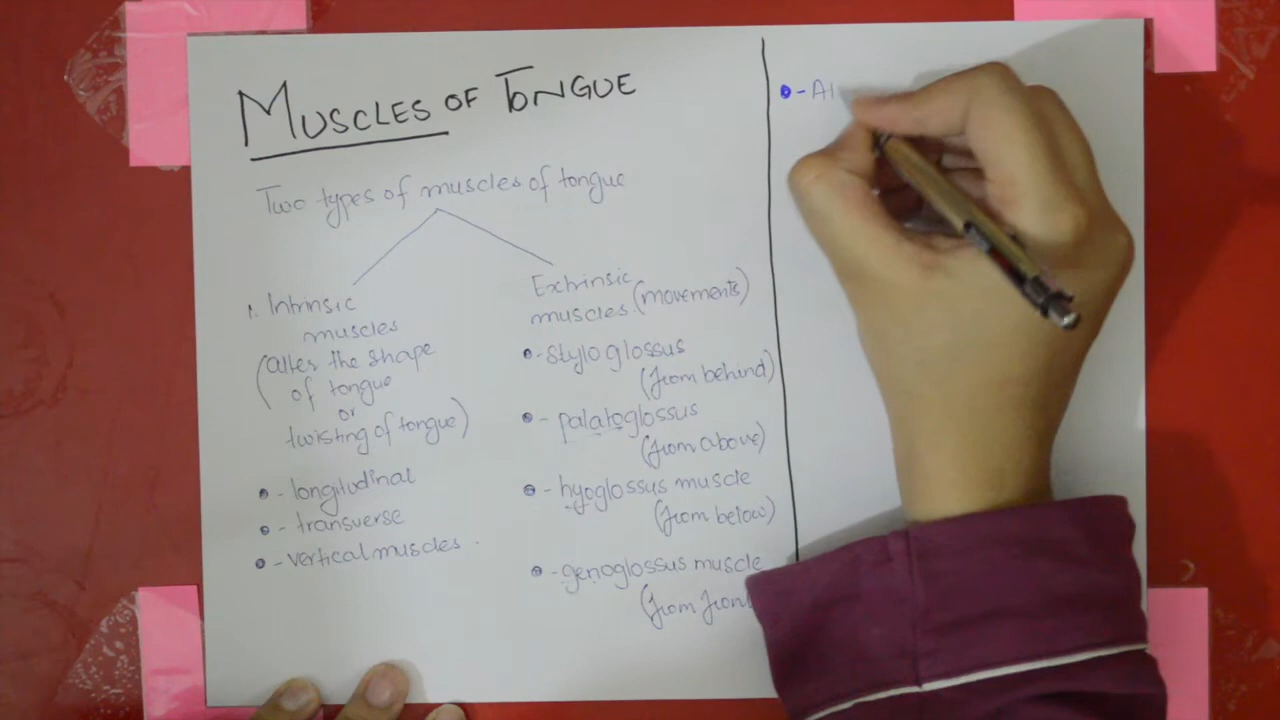 MUSCLES OF TONGUE
Two types of muscles of tongue
1. Intrinsic
muscles
(alter the shape
of tongue
or
twisting of tongue)
- longitudinal
- transverse
- vertical muscles
Extrinsic
muscles (movements)
- styloglossus
(from behind)
- palatoglossus
(from above)
- hyoglossus muscle
(from below)
- genoglossus muscle
(from front
- Al